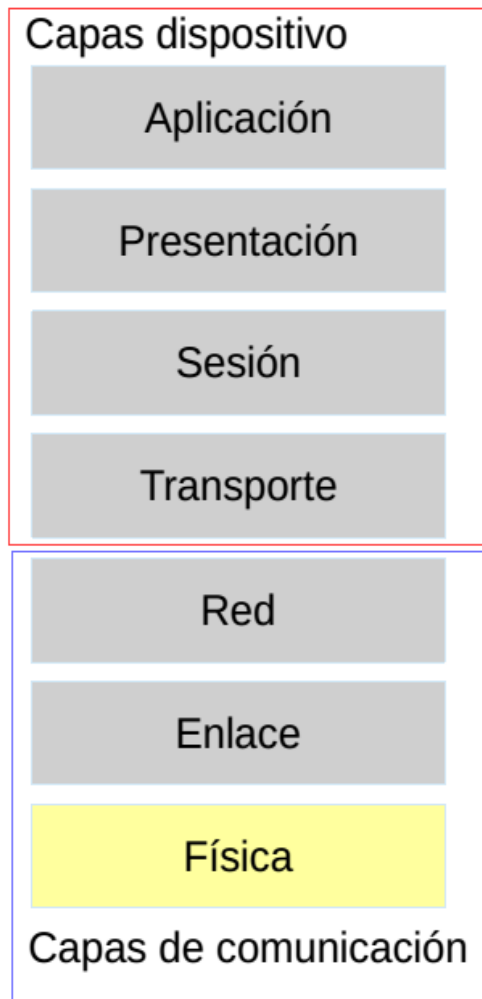 Capas dispositivo
Aplicación
Presentación
Sesión
Transporte
Red
Enlace
Física
Capas de comunicación